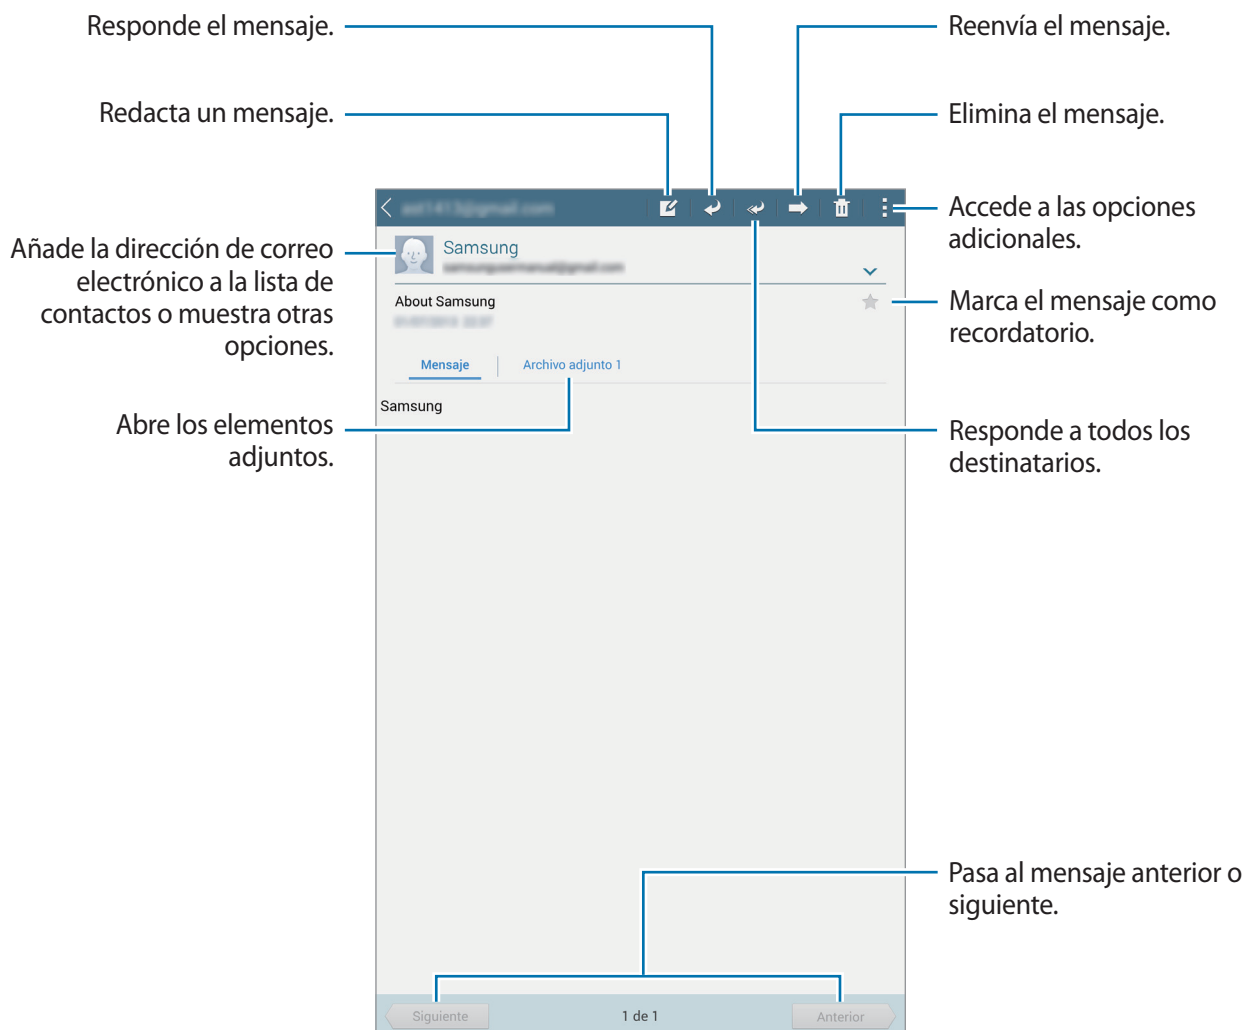 Responde el mensaje.
Reenvía el mensaje.
Redacta un mensaje.
Elimina el mensaje.
Accede a las opciones
adicionales.
Añade la dirección de correo
electrónico a la lista de
contactos o muestra otras
opciones.
Samsung
About Samsung
Marca el mensaje como
recordatorio.
Mensaje
Archivo adjunto 1
Samsung
Abre los elementos
adjuntos.
Responde a todos los
destinatarios.
Pasa al mensaje anterior o
siguiente.
Siguiente
1 de 1
Anterior